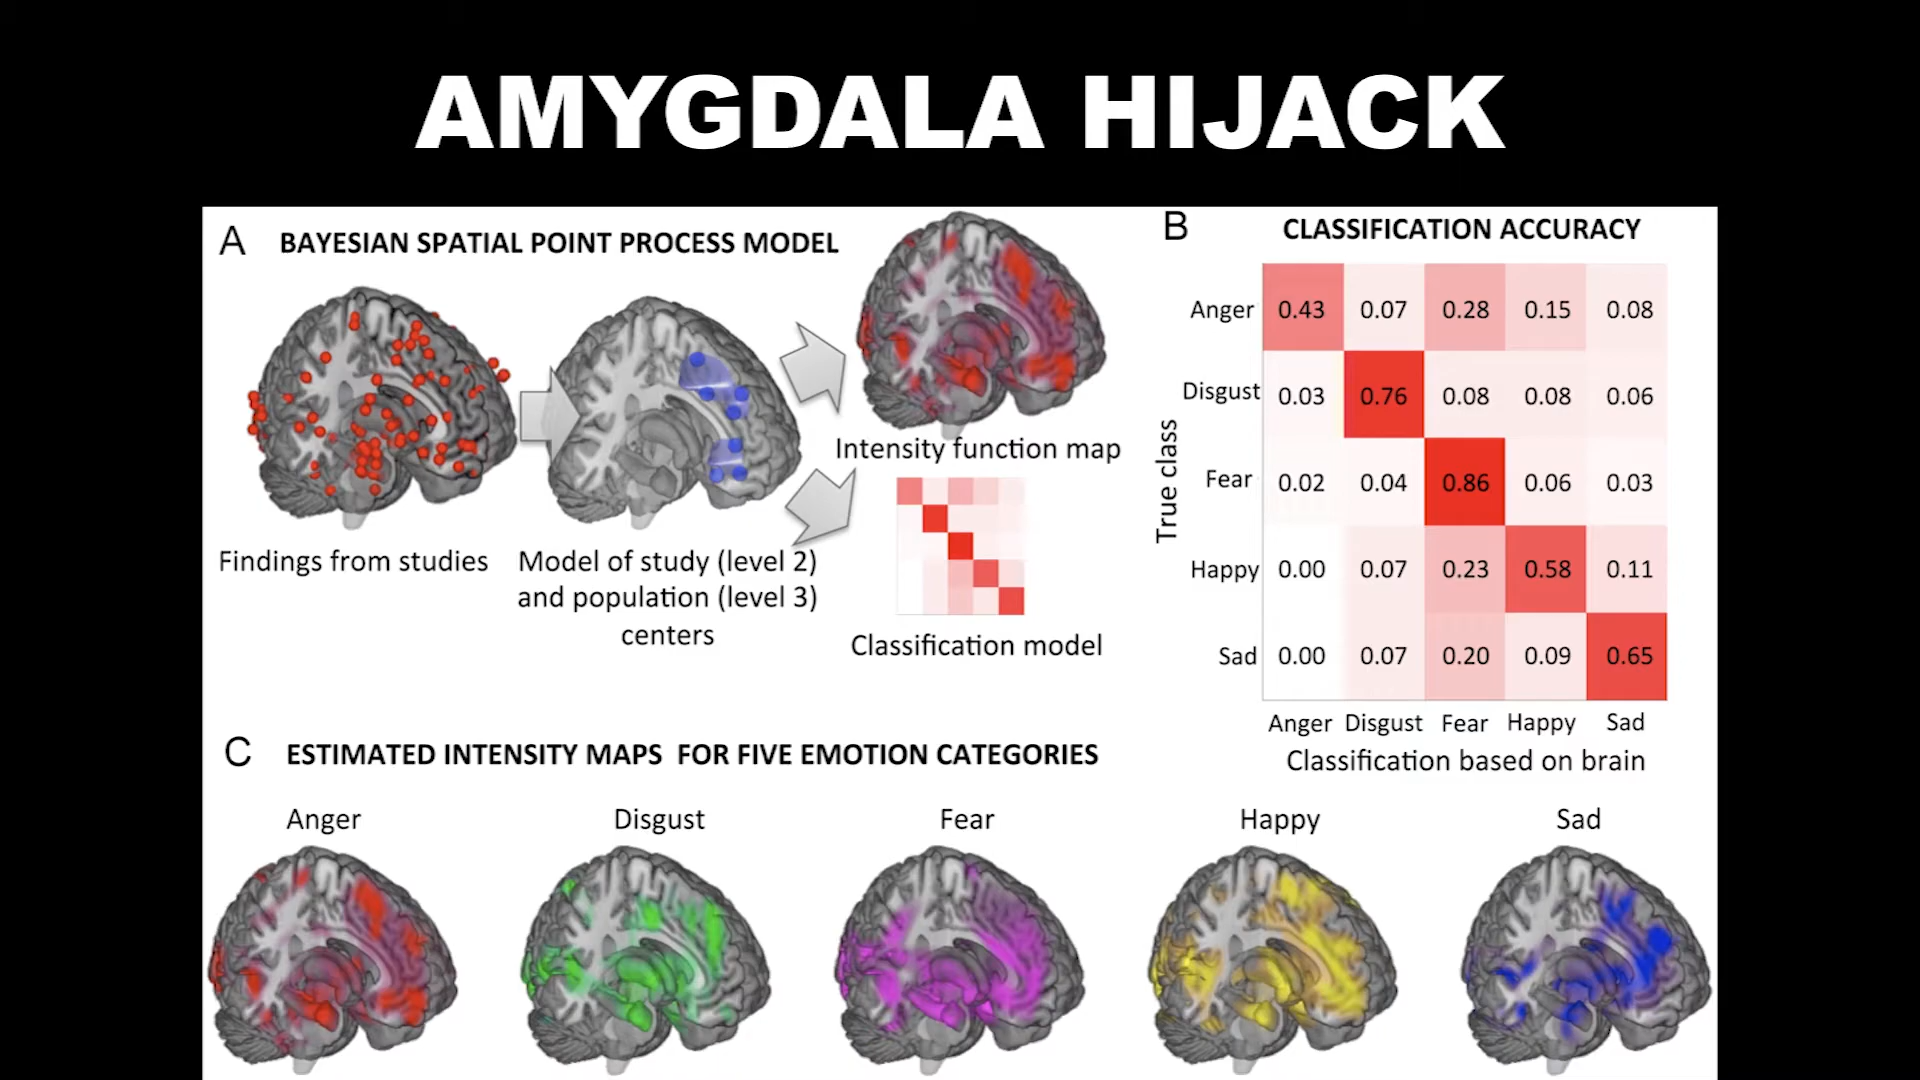 AMYGDALA HIJACK
A
BAYESIAN SPATIAL POINT PROCESS MODEL
Findings from studies
Model of study (level 2)
and population (level 3)
centers
Intensity function map
Classification model
B
CLASSIFICATION ACCURACY
True class
Anger 0.43 0.07 0.28 0.15 0.08
Disgust 0.03 0.76 0.08 0.08 0.06
Fear 0.02 0.04 0.86 0.06 0.03
Happy 0.00 0.07 0.23 0.58 0.11
Sad 0.00 0.07 0.20 0.09 0.65
Anger Disgust Fear Happy Sad
Classification based on brain
C
ESTIMATED INTENSITY MAPS FOR FIVE EMOTION CATEGORIES
Anger Disgust Fear Happy Sad